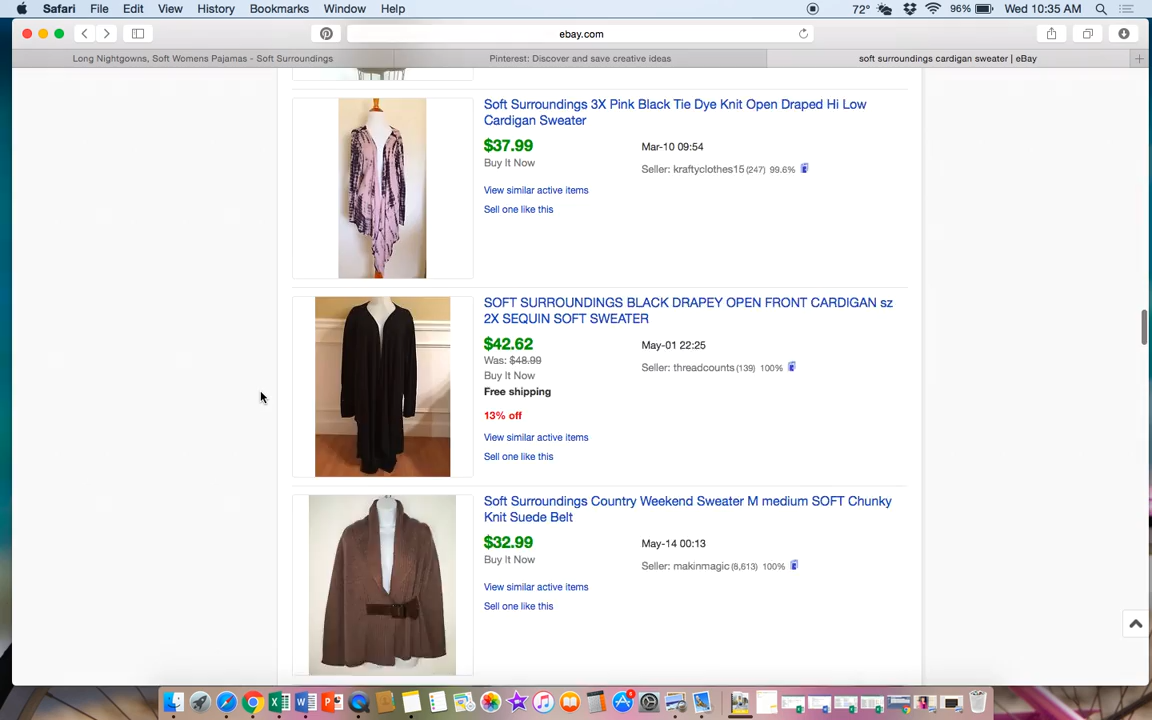 Safari File Edit View History Bookmarks Window Help 72° 96% Wed 10:35 AM
ebay.com
Long Nightgowns, Soft Womens Pajamas - Soft Surroundings Pinterest: Discover and save creative ideas soft surroundings cardigan sweater | eBay
Soft Surroundings 3X Pink Black Tie Dye Knit Open Draped Hi Low
Cardigan Sweater
$37.99 Mar-10 09:54
Buy It Now
Seller: kraftyclothes15 (247) 99.6%
View similar active items
Sell one like this
SOFT SURROUNDINGS BLACK DRAPEY OPEN FRONT CARDIGAN sz
2X SEQUIN SOFT SWEATER
$42.62 May-01 22:25
Was: $48.99
Seller: threadcounts (139) 100%
Buy It Now
Free shipping
13% off
View similar active items
Sell one like this
Soft Surroundings Country Weekend Sweater M medium SOFT Chunky
Knit Suede Belt
$32.99 May-14 00:13
Buy It Now
Seller: makinmagic (8,613) 100%
View similar active items
Sell one like this